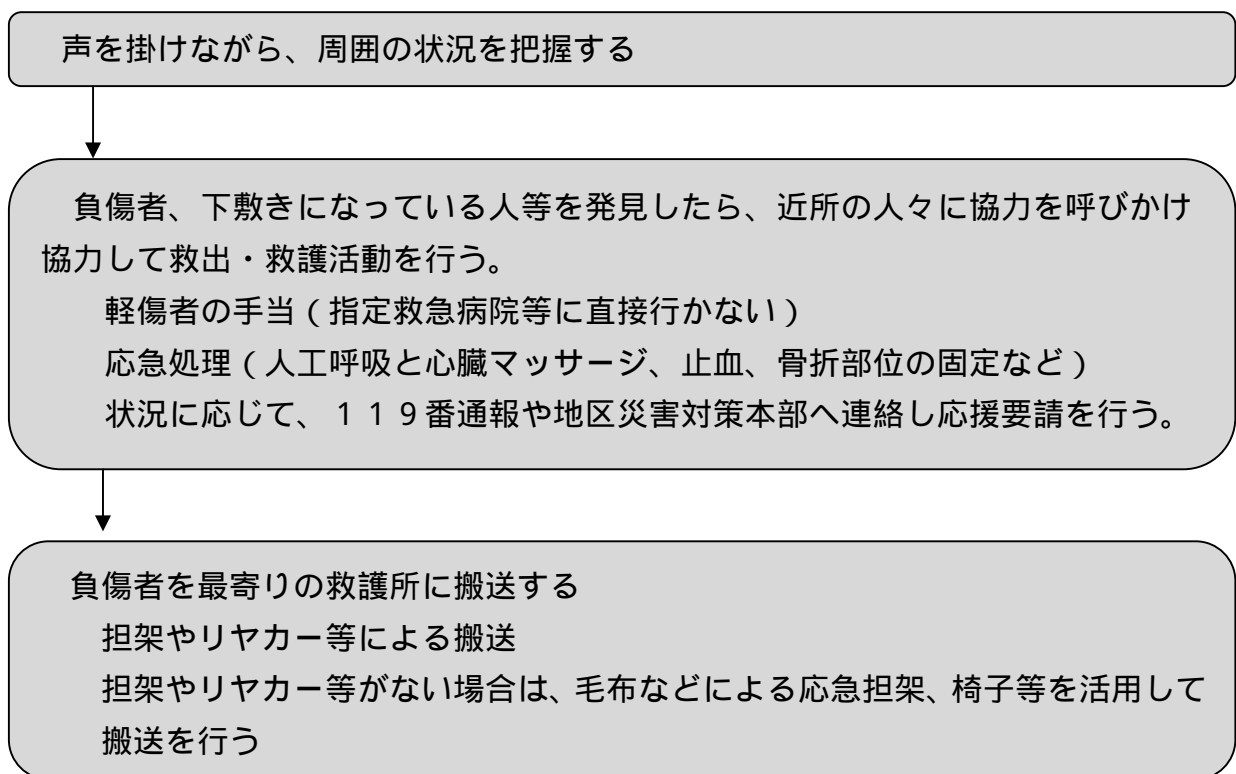 声を掛けながら、周囲の状況を把握する
負傷者、下敷きになっている人等を発見したら、近所の人々に協力を呼びかけ
協力して救出・救護活動を行う。
軽傷者の手当（指定救急病院等に直接行かない）
応急処理（人工呼吸と心臓マッサージ、止血、骨折部位の固定など）
状況に応じて、１１９番通報や地区災害対策本部へ連絡し応援要請を行う。
負傷者を最寄りの救護所に搬送する
担架やリヤカー等による搬送
担架やリヤカー等がない場合は、毛布などによる応急担架、椅子等を活用して
搬送を行う